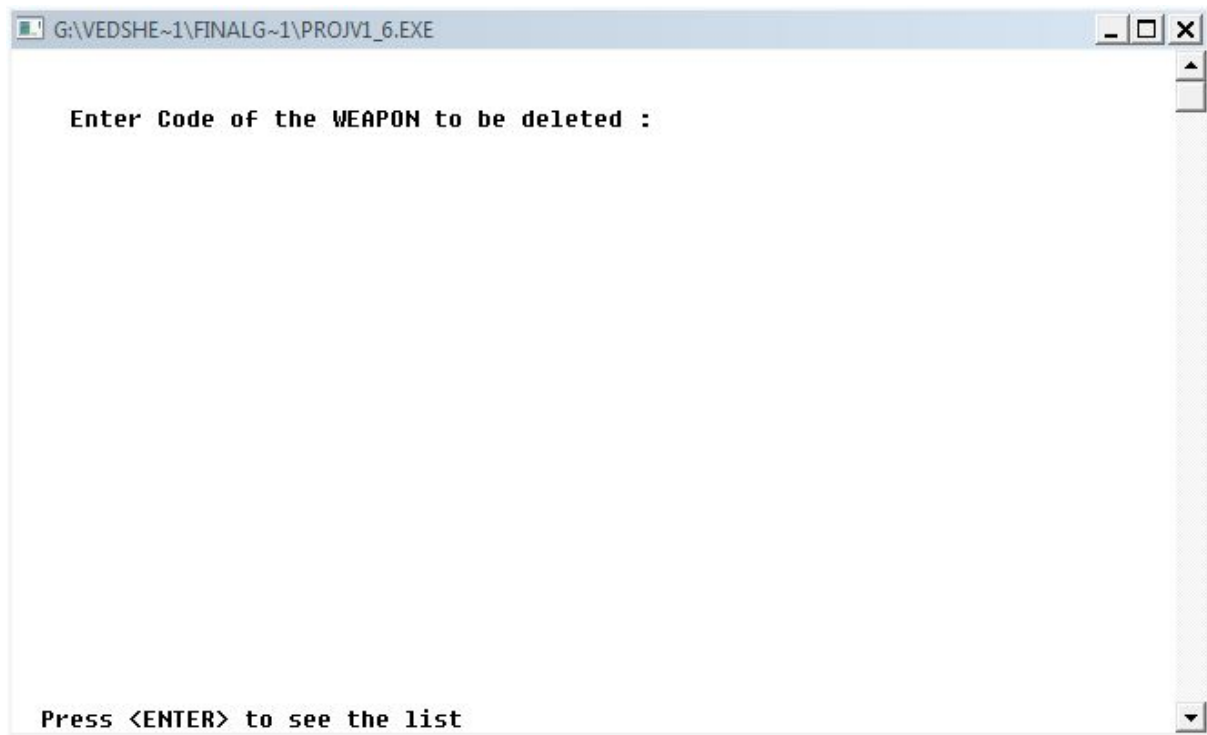 G:\VEDSHE~1\FINALG~1\PROJV1_6.EXE
Enter Code of the WEAPON to be deleted :
Press <ENTER> to see the list